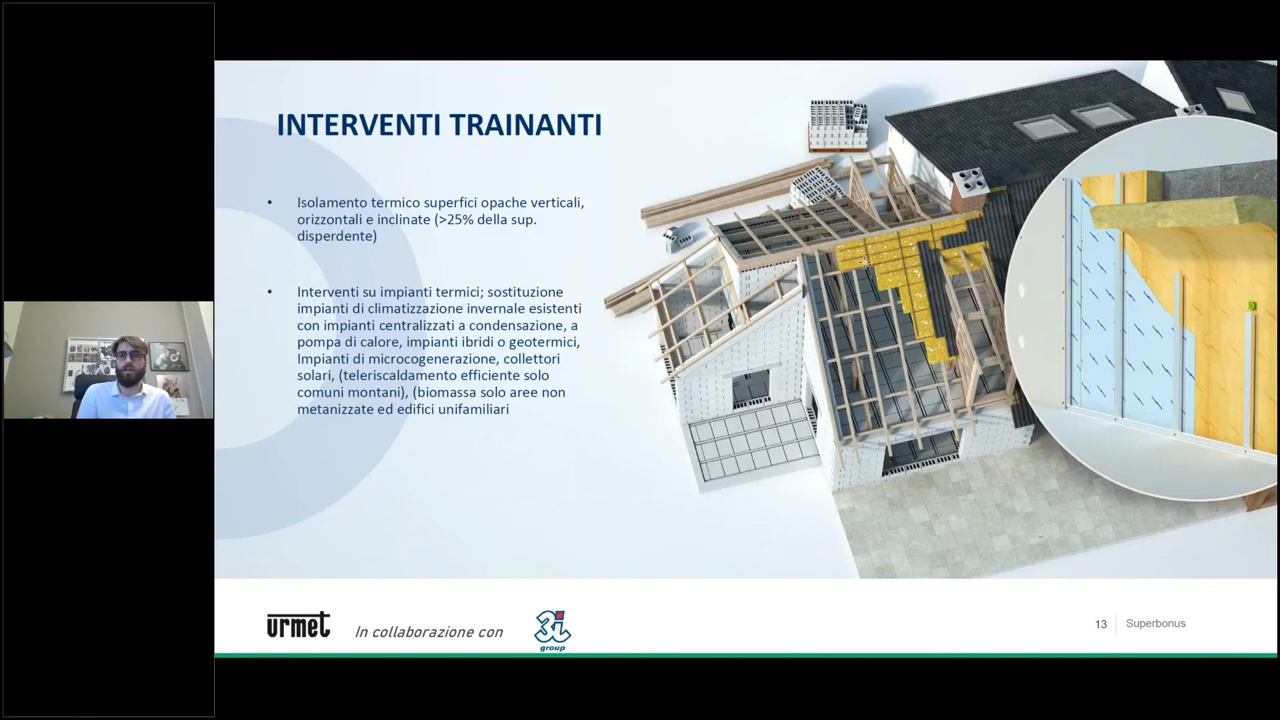 INTERVENTI TRAINANTI
• Isolamento termico superfici opache verticali,
orizzontali e inclinate (>25% della sup.
disperdente)
• Interventi su impianti termici; sostituzione
impianti di climatizzazione invernale esistenti
con impianti centralizzati a condensazione, a
pompa di calore, impianti ibridi o geotermici,
Impianti di microcogenerazione, collettori
solari, (teleriscaldamento efficiente solo
comuni montani), (biomassa solo aree non
metanizzate ed edifici unifamiliari
urmet
In collaborazione con
3i
group
13
Superbonus